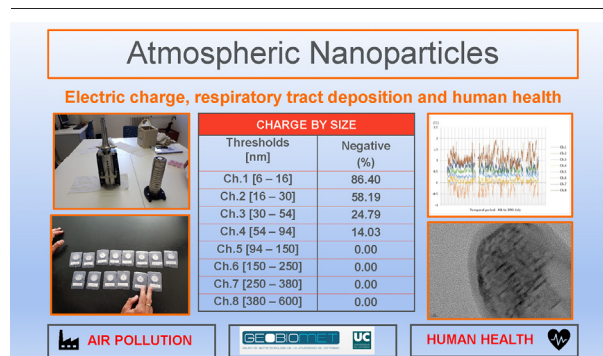 Atmospheric Nanoparticles
Electric charge, respiratory tract deposition and human health
CHARGE BY SIZE
Thresholds [nm] Negative (%)
Ch.1 [6 – 16] 86.40
Ch.2 [16 – 30] 58.19
Ch.3 [30 – 54] 24.79
Ch.4 [54 – 94] 14.03
Ch.5 [94 – 150] 0.00
Ch.6 [150 – 250] 0.00
Ch.7 [250 – 380] 0.00
Ch.8 [380 – 600] 0.00
AIR POLLUTION
GEOBIOMET
UC
HUMAN HEALTH